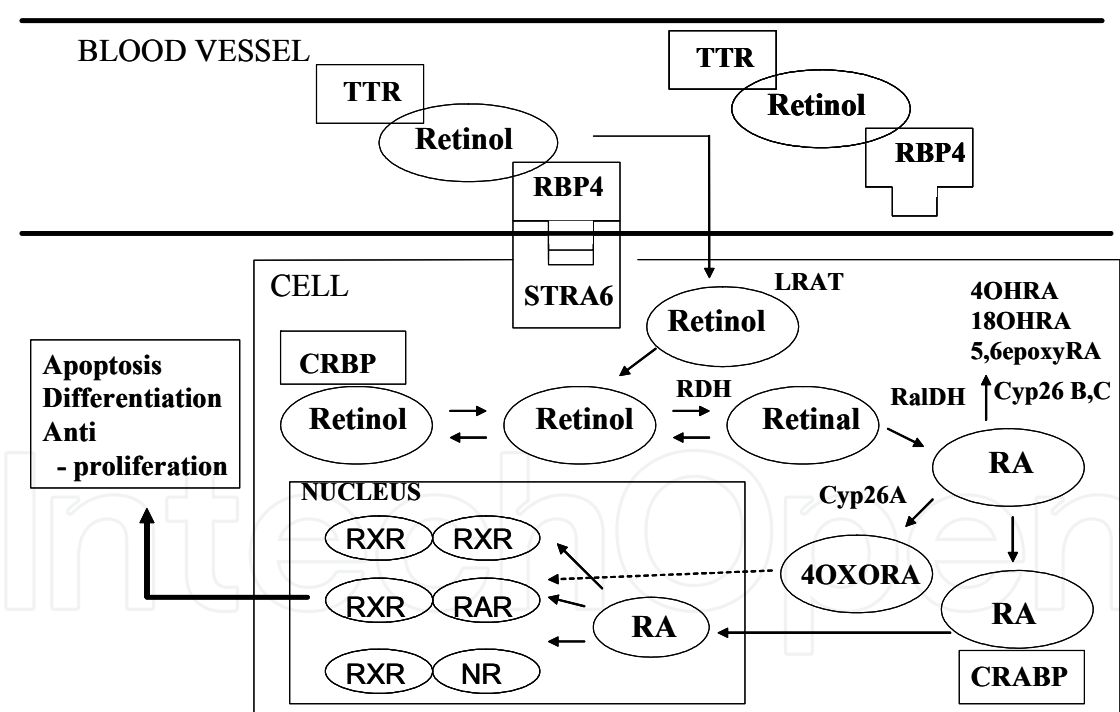 BLOOD VESSEL
TTR
Retinol
RBP4
TTR
Retinol
RBP4
CELL
STRA6
LRAT
Retinol
4OHRA
18OHRA
5,6epoxyRA
Cyp26 B,C
Apoptosis
Differentiation
Anti
- proliferation
CRBP
Retinol
Retinol
RDH
Retinal
RalDH
RA
Cyp26A
4OXORA
RA
CRABP
NUCLEUS
RXR RXR
RXR RAR
RXR NR
RA
IntechOpen